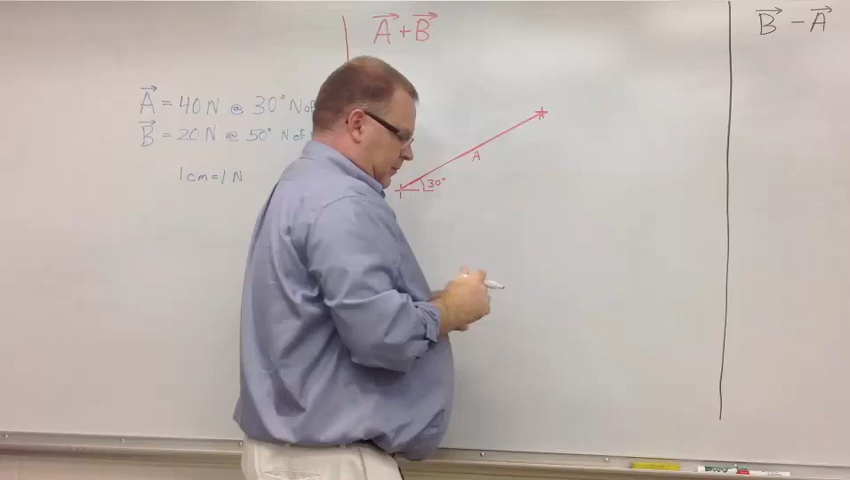 A + B
B - A
A = 40 N @ 30° N of
B = 20 N @ 50° N of
1 cm = 1 N
A
30°